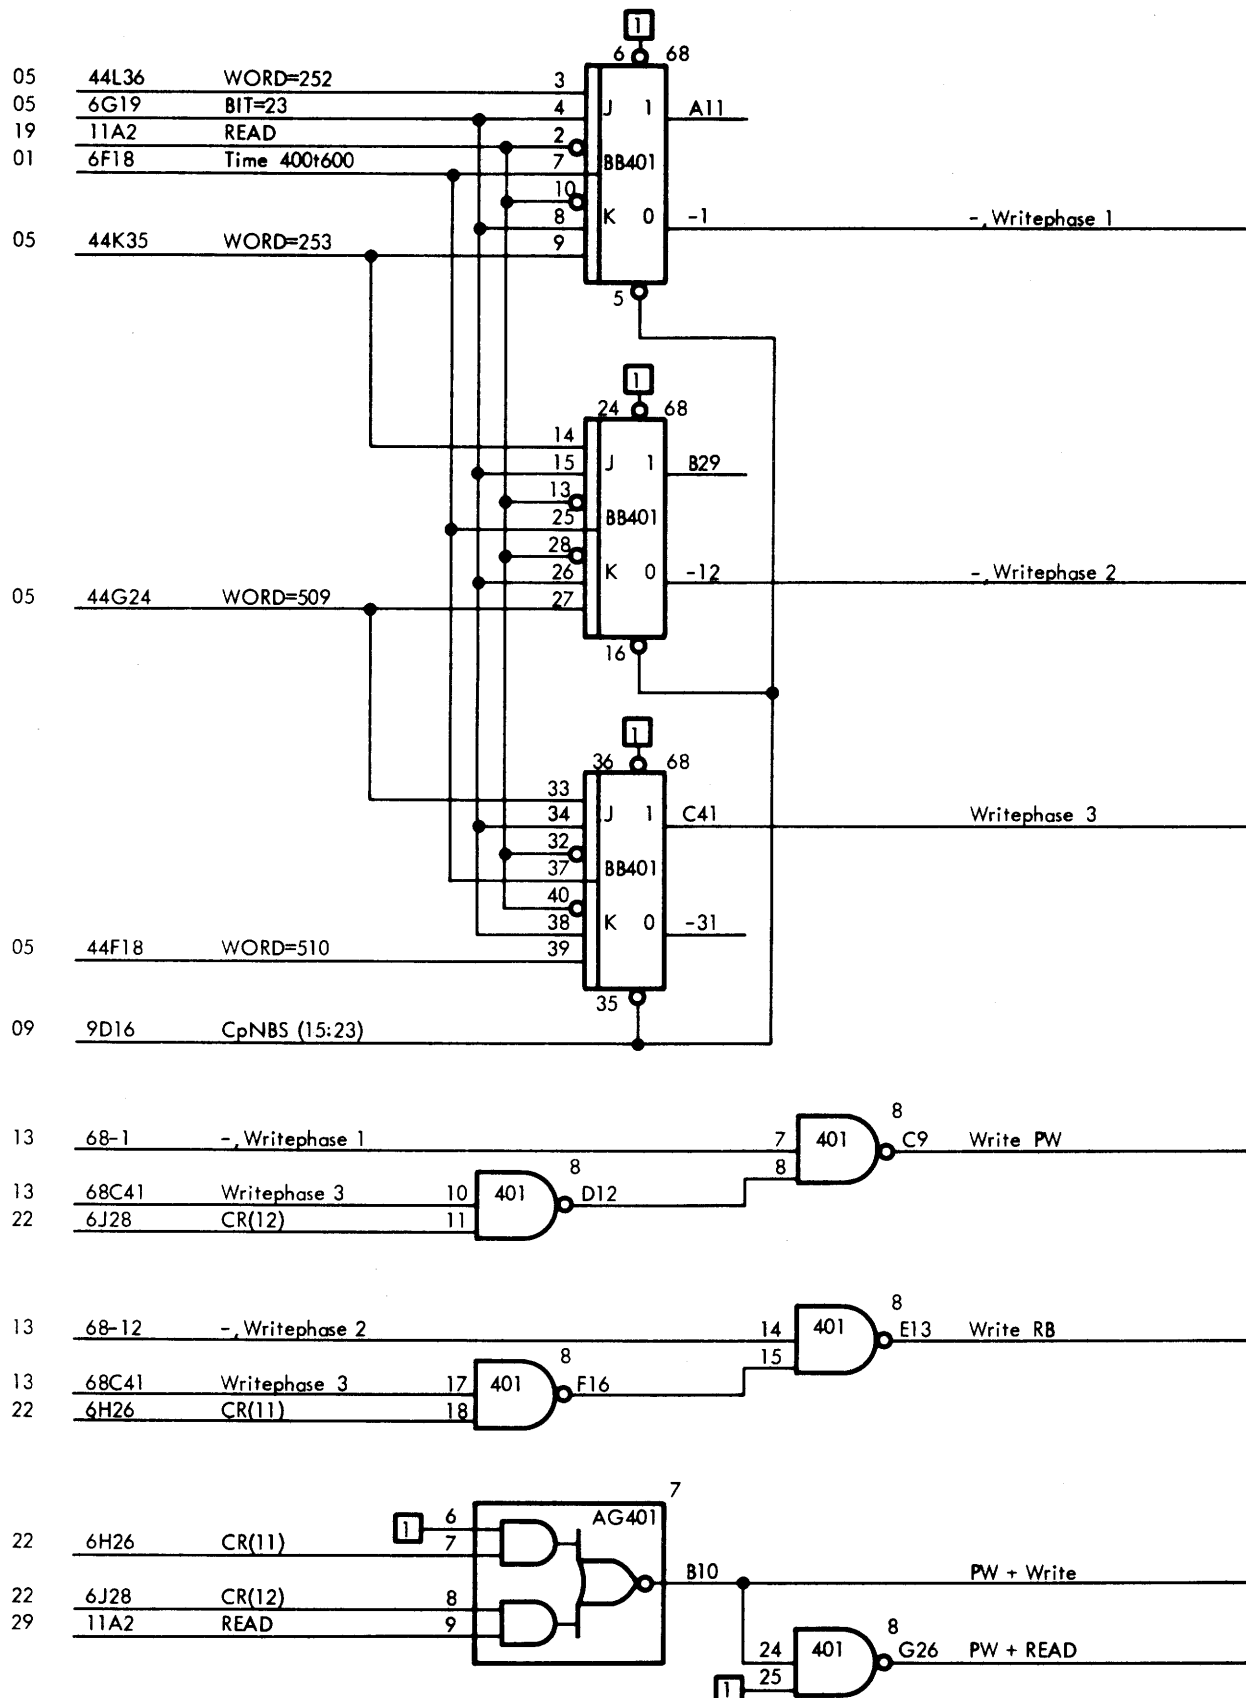 1
6 68
05 44L36 WORD=252 3
05 6G19 BIT=23 4 J 1 A11
19 11A2 READ 2
01 6F18 Time 400t600 7 BB401
10
8 K 0 -1 -,Writephase 1
05 44K35 WORD=253 9
5
1
24 68
14
15 J 1 B29
13
25 BB401
28
26 K 0 -12 -,Writephase 2
05 44G24 WORD=509 27
16
1
36 68
33
34 J 1 C41 Writephase 3
32
37 BB401
40
38 K 0 -31
05 44F18 WORD=510 39
35
09 9D16 CpNBS (15:23)
8
13 68-1 -,Writephase 1 7 401 C9 Write PW
8
8
13 68C41 Writephase 3 10 401 D12
22 6J28 CR(12) 11
8
13 68-12 -,Writephase 2 14 401 E13 Write RB
15
8
13 68C41 Writephase 3 17 401 F16
22 6H26 CR(11) 18
7
1 6 AG401
22 6H26 CR(11) 7
B10 PW + Write
22 6J28 CR(12) 8
29 11A2 READ 9
8
24 401 G26 PW + READ
25
1